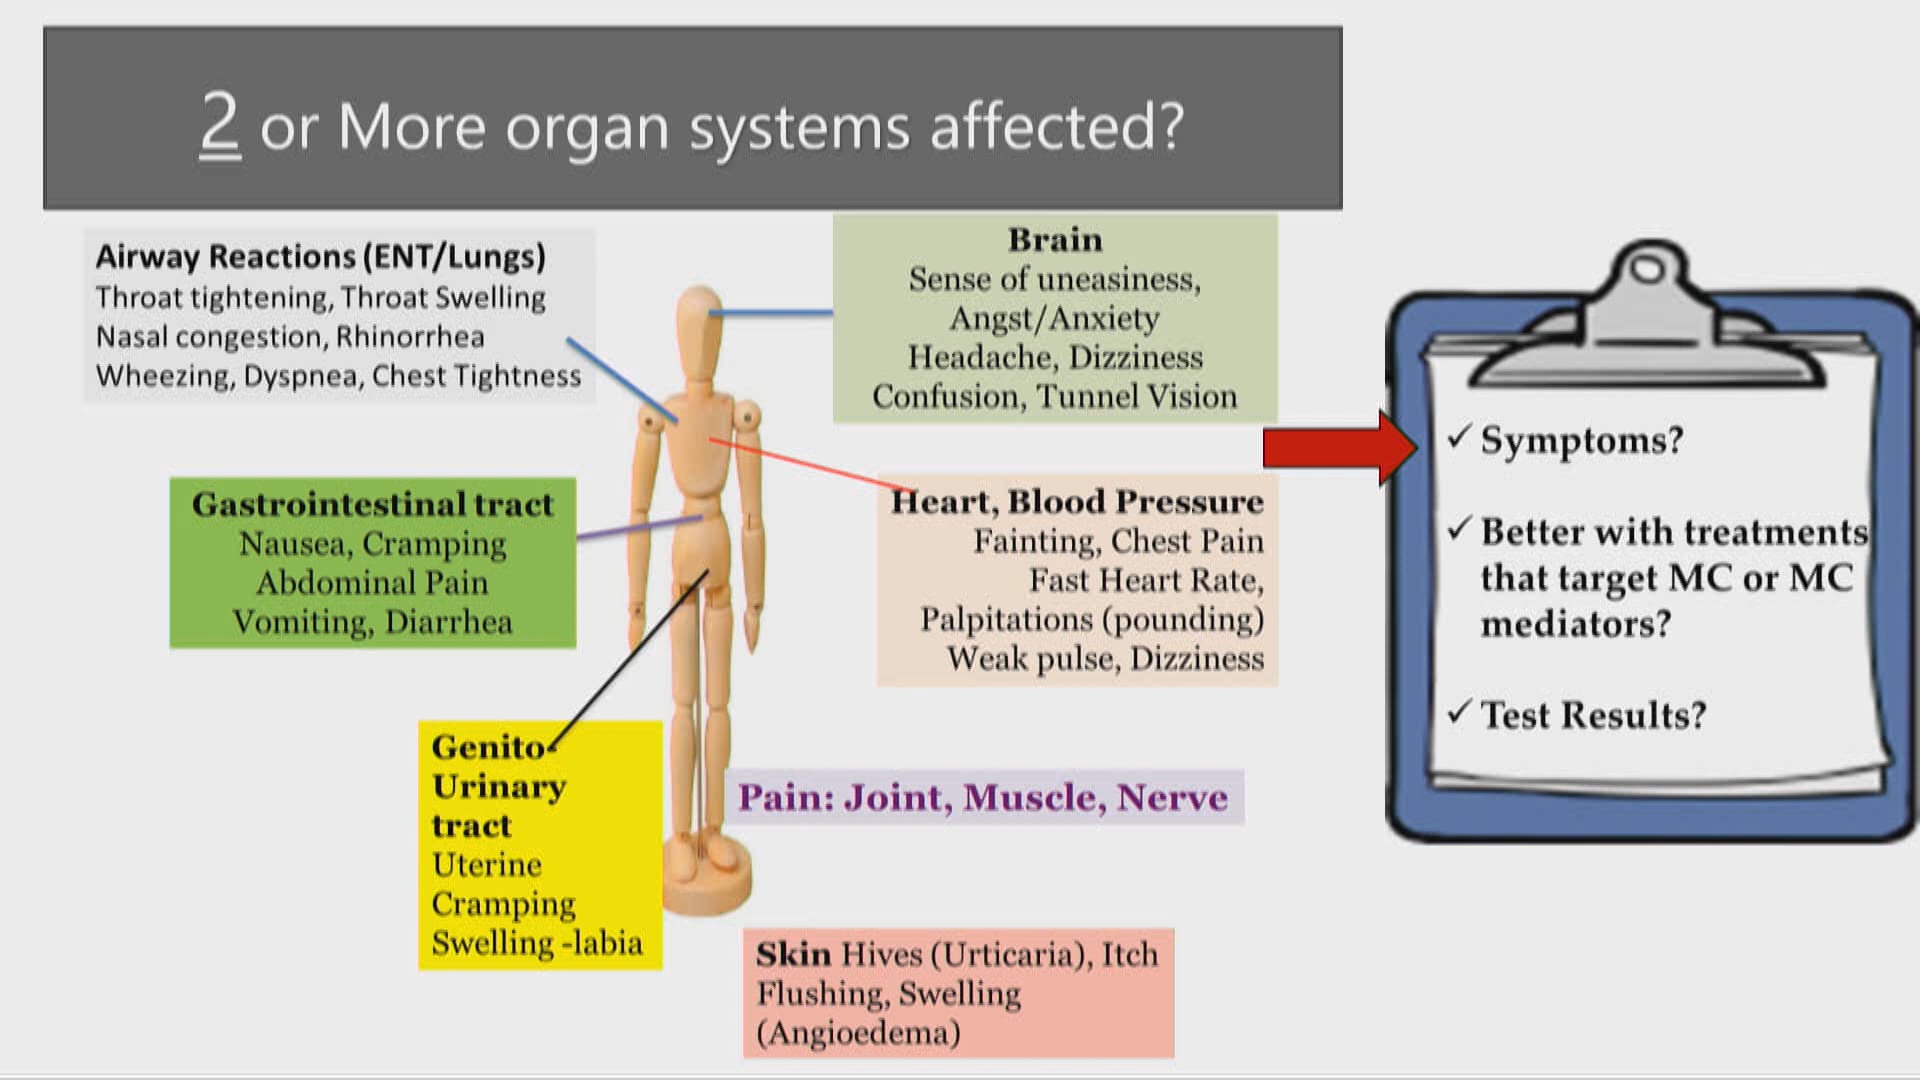 2 or More organ systems affected?
Airway Reactions (ENT/Lungs)
Throat tightening, Throat Swelling
Nasal congestion, Rhinorrhea
Wheezing, Dyspnea, Chest Tightness
Brain
Sense of uneasiness,
Angst/Anxiety
Headache, Dizziness
Confusion, Tunnel Vision
Gastrointestinal tract
Nausea, Cramping
Abdominal Pain
Vomiting, Diarrhea
Heart, Blood Pressure
Fainting, Chest Pain
Fast Heart Rate,
Palpitations (pounding)
Weak pulse, Dizziness
Genito-
Urinary
tract
Uterine
Cramping
Swelling -labia
Pain: Joint, Muscle, Nerve
Skin Hives (Urticaria), Itch
Flushing, Swelling
(Angioedema)
✓ Symptoms?
✓ Better with treatments
that target MC or MC
mediators?
✓ Test Results?